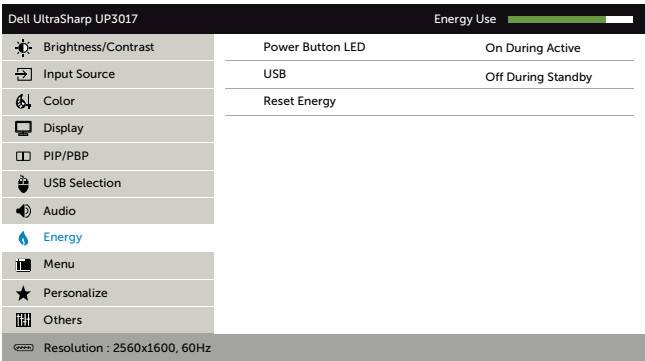 Dell UltraSharp UP3017 Energy Use
Brightness/Contrast Power Button LED On During Active
Input Source USB Off During Standby
Color Reset Energy
Display
PIP/PBP
USB Selection
Audio
Energy
Menu
Personalize
Others
Resolution : 2560x1600, 60Hz